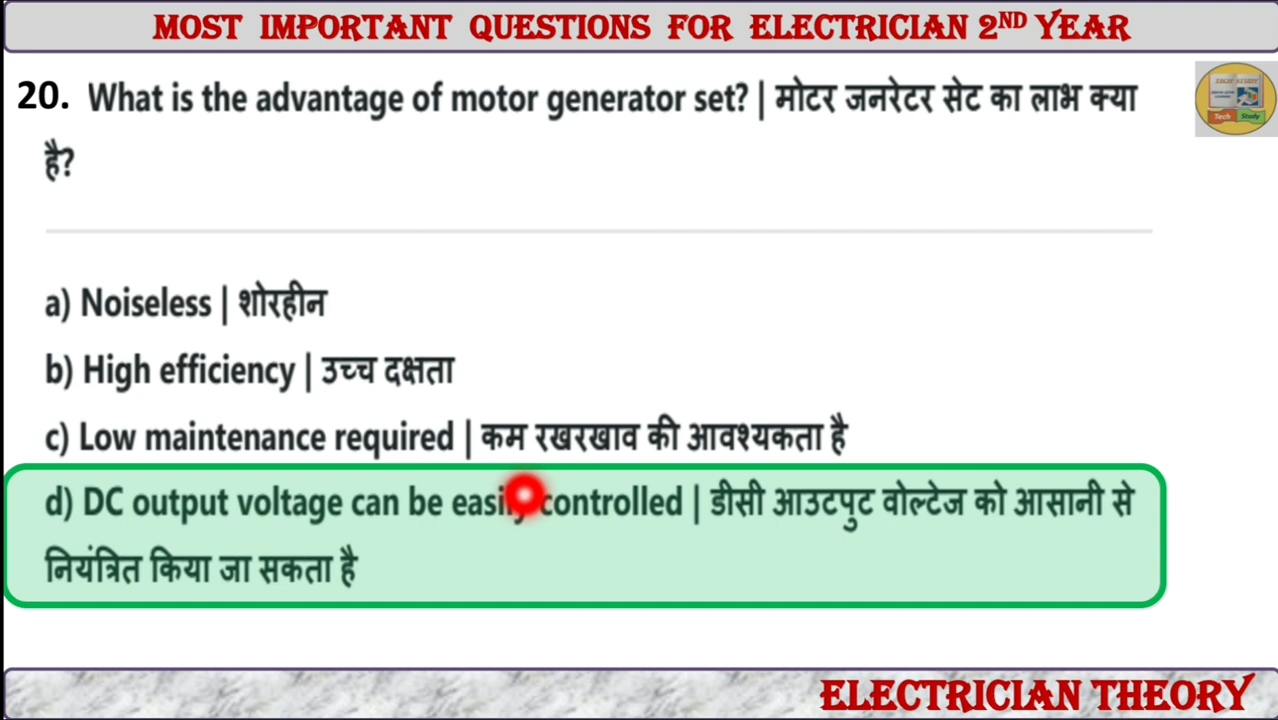 MOST IMPORTANT QUESTIONS FOR ELECTRICIAN 2ND YEAR
20. What is the advantage of motor generator set? | मोटर जनरेटर सेट का लाभ क्या
है?
a) Noiseless | शोरहीन
b) High efficiency | उच्च दक्षता
c) Low maintenance required | कम रखरखाव की आवश्यकता है
d) DC output voltage can be easily controlled | डीसी आउटपुट वोल्टेज को आसानी से
नियंत्रित किया जा सकता है
Tech Study
ELECTRICIAN THEORY